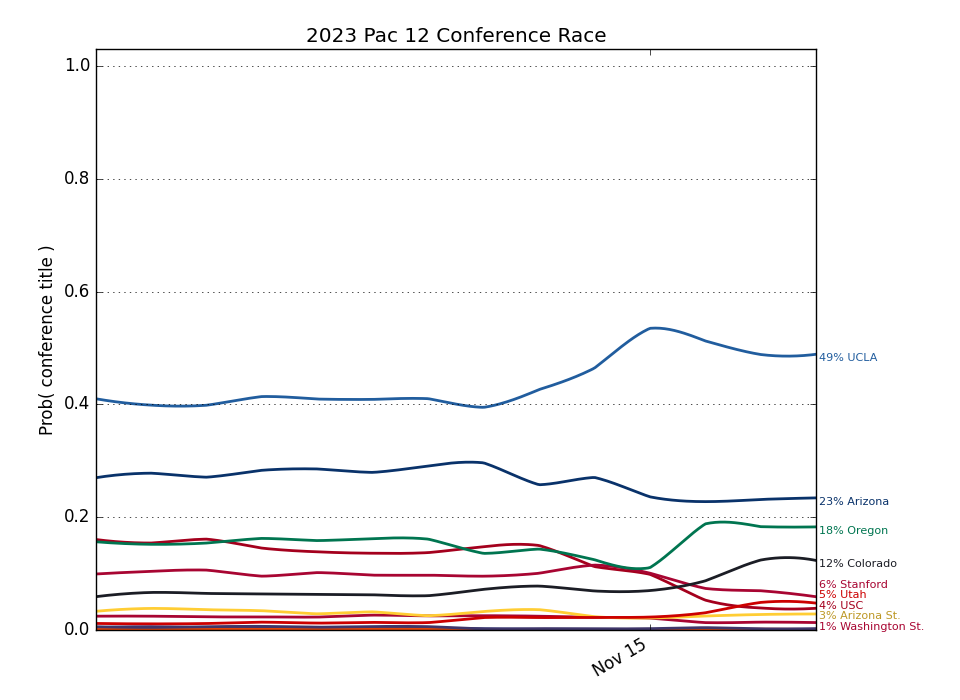 2023 Pac 12 Conference Race
Prob( conference title )
1.0
0.8
0.6
0.4
0.2
0.0
Nov 15
49% UCLA
23% Arizona
18% Oregon
12% Colorado
6% Stanford
5% Utah
4% USC
3% Arizona St.
1% Washington St.